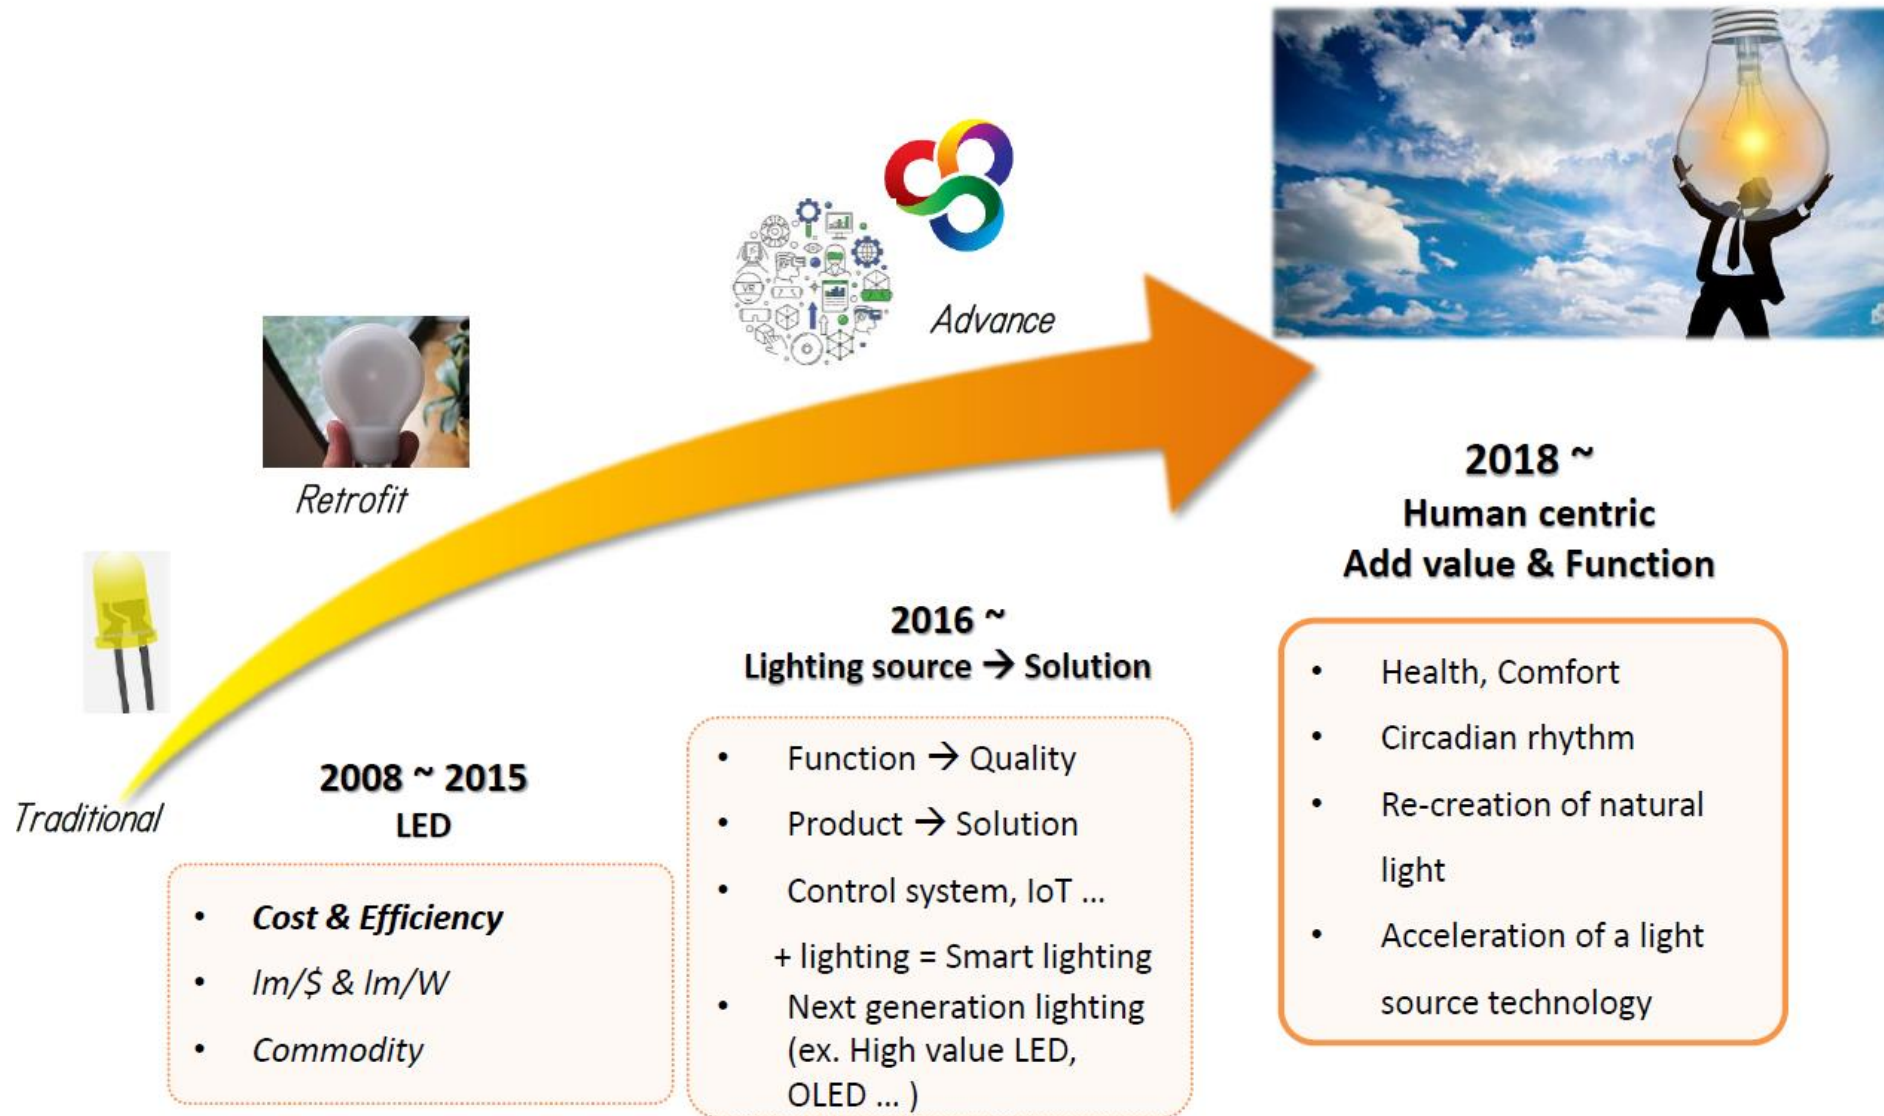 Advance
Retrofit
Traditional
VR
2008 ~ 2015
LED
• Cost & Efficiency
• lm/$ & lm/W
• Commodity
2016 ~
Lighting source → Solution
• Function → Quality
• Product → Solution
• Control system, IoT ...
+ lighting = Smart lighting
• Next generation lighting
(ex. High value LED,
OLED ... )
2018 ~
Human centric
Add value & Function
• Health, Comfort
• Circadian rhythm
• Re-creation of natural
light
• Acceleration of a light
source technology